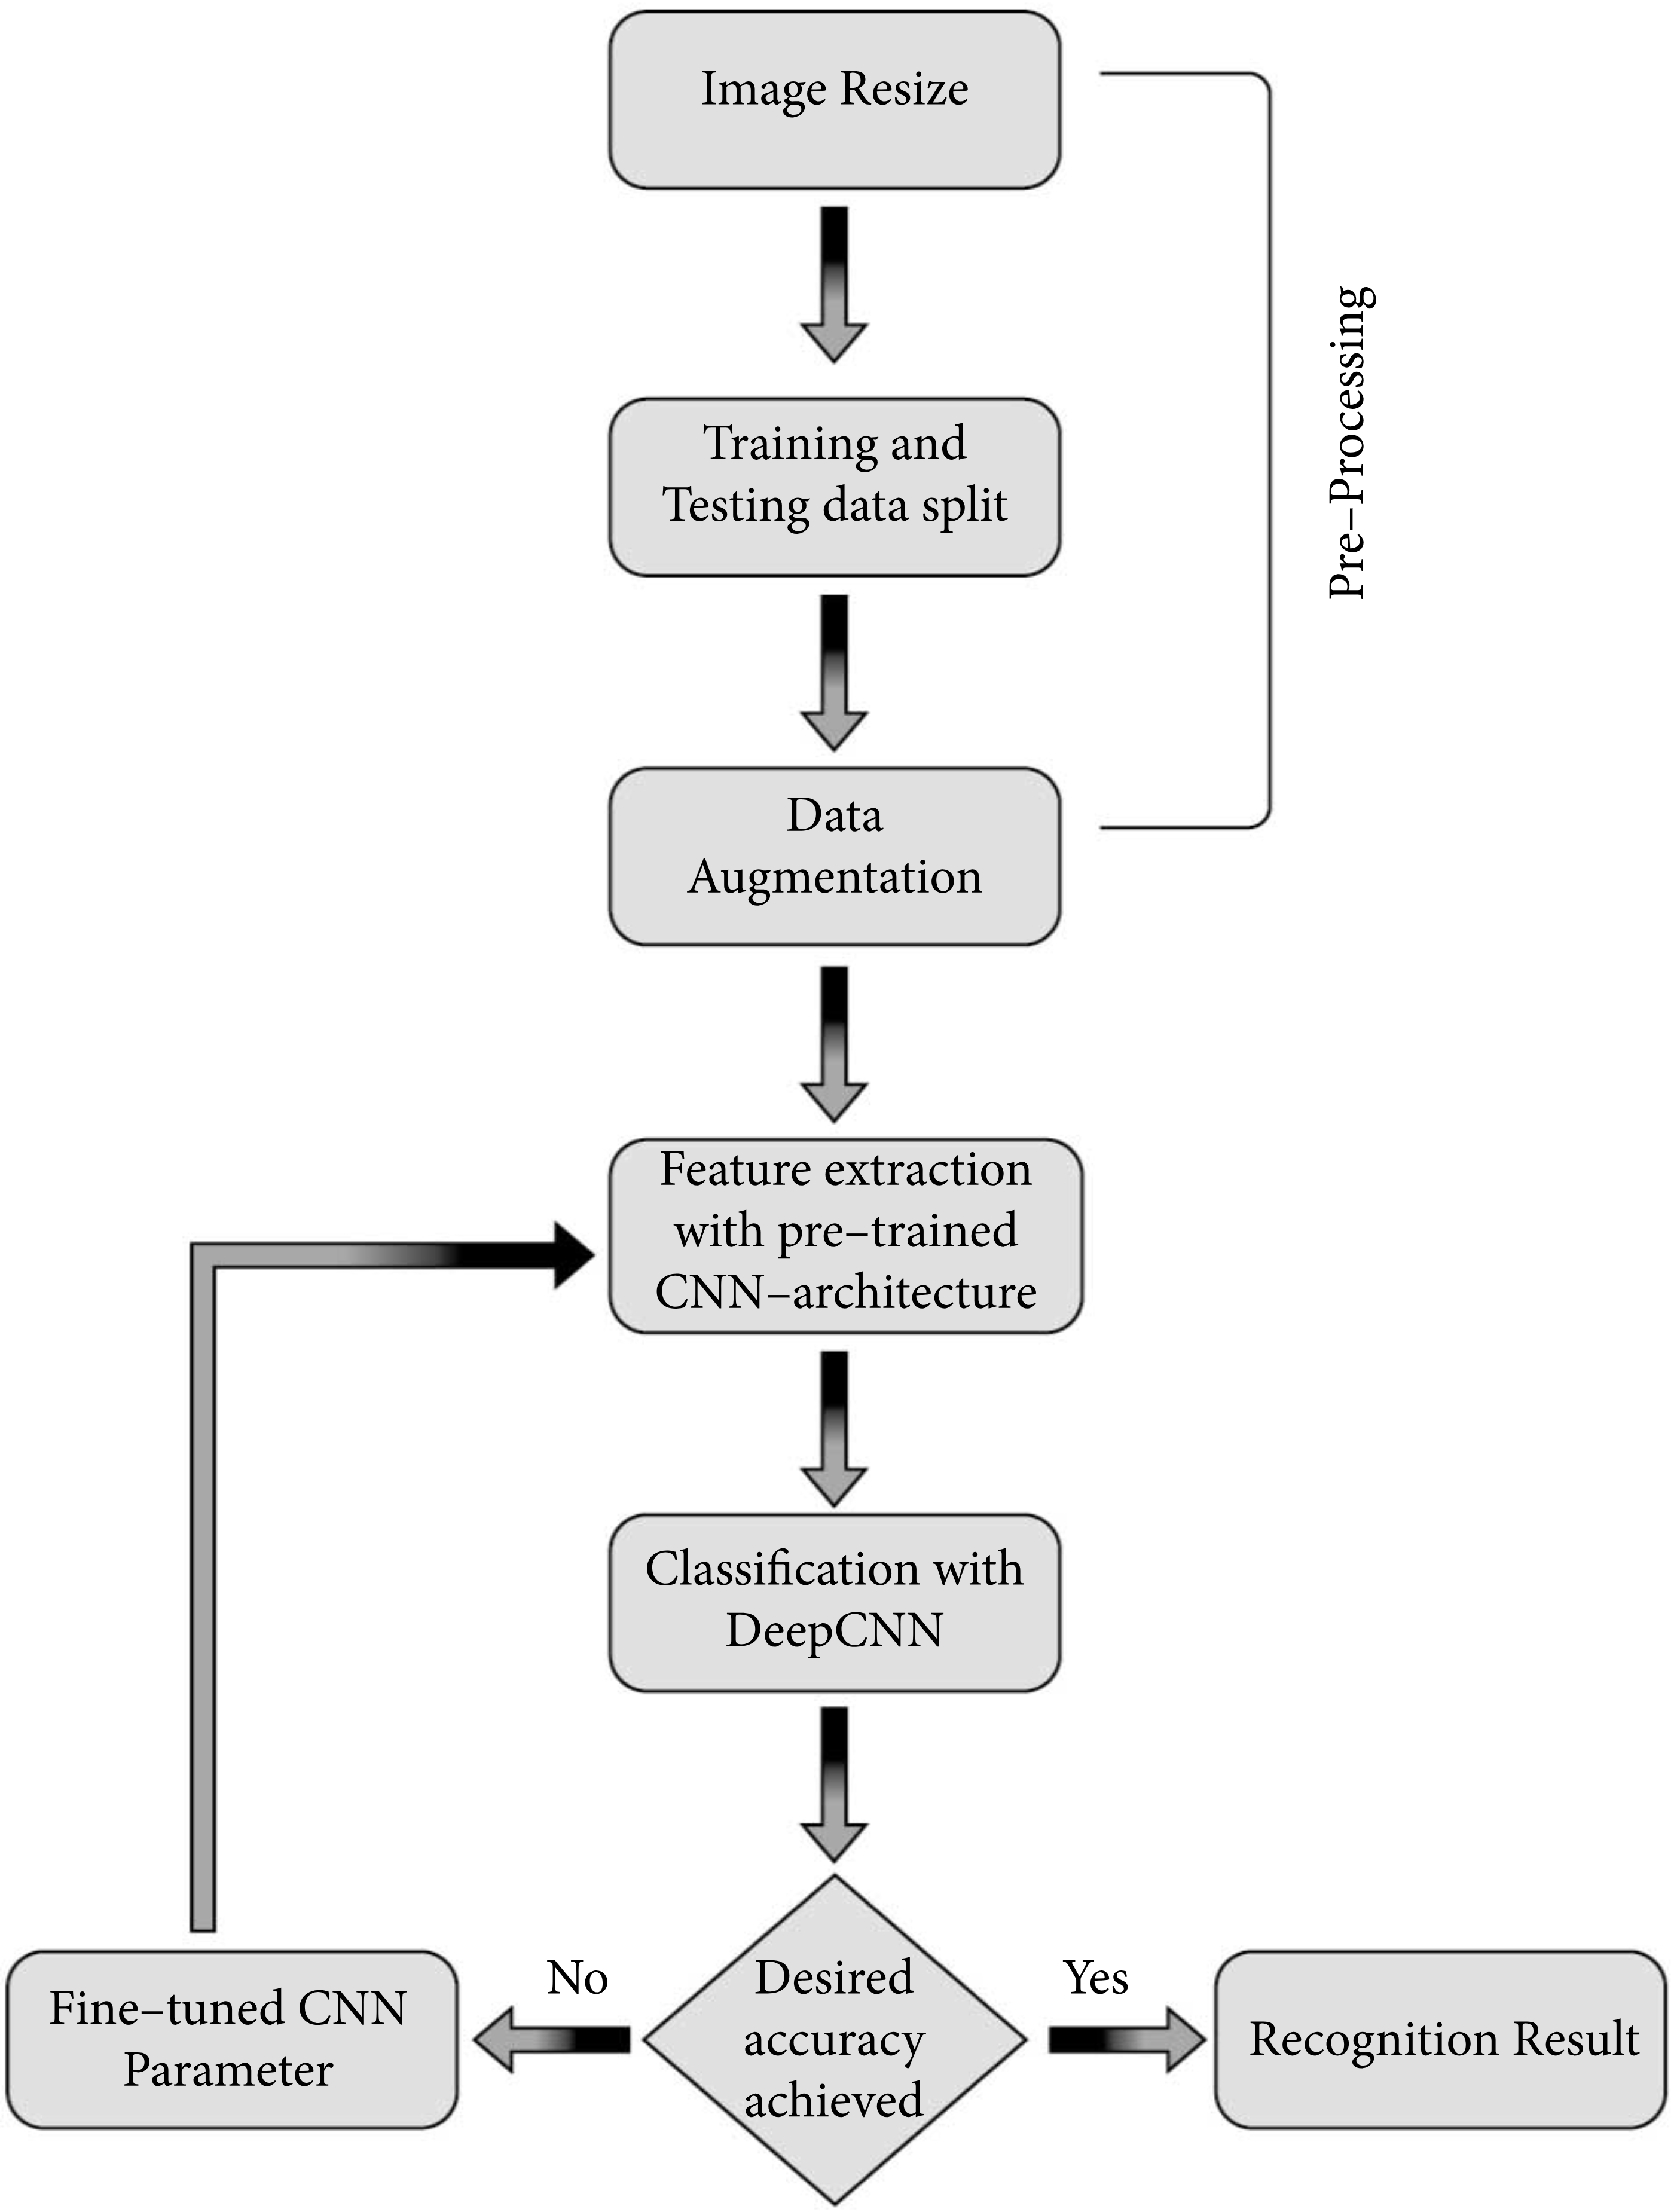 Image Resize
Pre–Processing
Training and
Testing data split
Data
Augmentation
Feature extraction
with pre–trained
CNN–architecture
Classification with
DeepCNN
Desired
accuracy
achieved
No
Yes
Fine–tuned CNN
Parameter
Recognition Result